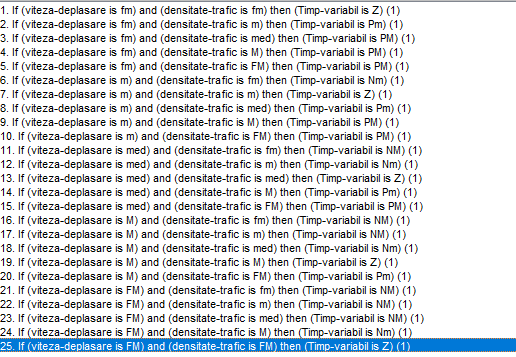 1. If (viteza-deplasare is fm) and (densitate-trafic is fm) then (Timp-variabil is Z) (1)
2. If (viteza-deplasare is fm) and (densitate-trafic is m) then (Timp-variabil is Pm) (1)
3. If (viteza-deplasare is fm) and (densitate-trafic is med) then (Timp-variabil is PM) (1)
4. If (viteza-deplasare is fm) and (densitate-trafic is M) then (Timp-variabil is PM) (1)
5. If (viteza-deplasare is fm) and (densitate-trafic is FM) then (Timp-variabil is PM) (1)
6. If (viteza-deplasare is m) and (densitate-trafic is fm) then (Timp-variabil is Nm) (1)
7. If (viteza-deplasare is m) and (densitate-trafic is m) then (Timp-variabil is Z) (1)
8. If (viteza-deplasare is m) and (densitate-trafic is med) then (Timp-variabil is Pm) (1)
9. If (viteza-deplasare is m) and (densitate-trafic is M) then (Timp-variabil is PM) (1)
10. If (viteza-deplasare is m) and (densitate-trafic is FM) then (Timp-variabil is PM) (1)
11. If (viteza-deplasare is med) and (densitate-trafic is fm) then (Timp-variabil is NM) (1)
12. If (viteza-deplasare is med) and (densitate-trafic is m) then (Timp-variabil is Nm) (1)
13. If (viteza-deplasare is med) and (densitate-trafic is med) then (Timp-variabil is Z) (1)
14. If (viteza-deplasare is med) and (densitate-trafic is M) then (Timp-variabil is Pm) (1)
15. If (viteza-deplasare is med) and (densitate-trafic is FM) then (Timp-variabil is PM) (1)
16. If (viteza-deplasare is M) and (densitate-trafic is fm) then (Timp-variabil is NM) (1)
17. If (viteza-deplasare is M) and (densitate-trafic is m) then (Timp-variabil is NM) (1)
18. If (viteza-deplasare is M) and (densitate-trafic is med) then (Timp-variabil is Nm) (1)
19. If (viteza-deplasare is M) and (densitate-trafic is M) then (Timp-variabil is Z) (1)
20. If (viteza-deplasare is M) and (densitate-trafic is FM) then (Timp-variabil is Pm) (1)
21. If (viteza-deplasare is FM) and (densitate-trafic is fm) then (Timp-variabil is NM) (1)
22. If (viteza-deplasare is FM) and (densitate-trafic is m) then (Timp-variabil is NM) (1)
23. If (viteza-deplasare is FM) and (densitate-trafic is med) then (Timp-variabil is NM) (1)
24. If (viteza-deplasare is FM) and (densitate-trafic is M) then (Timp-variabil is Nm) (1)
25. If (viteza-deplasare is FM) and (densitate-trafic is FM) then (Timp-variabil is Z) (1)